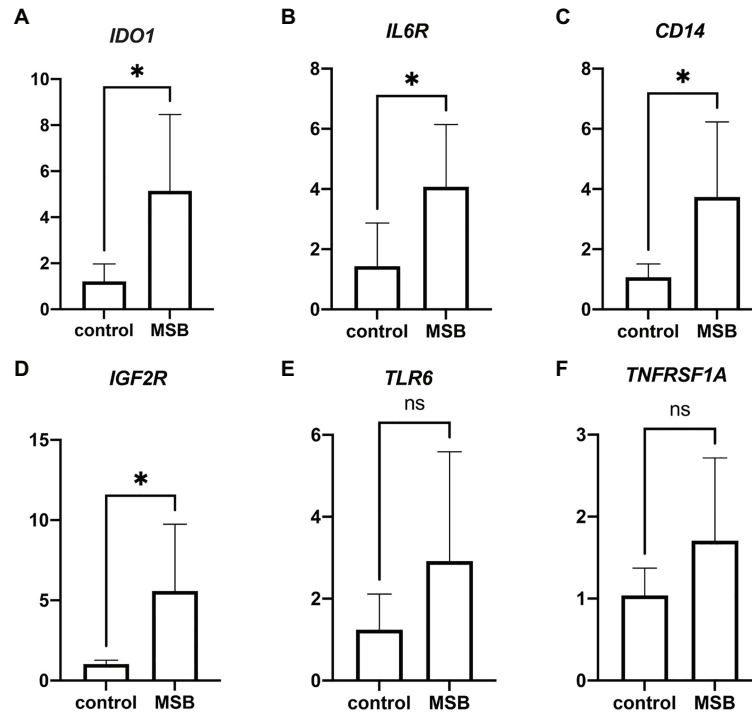 A
IDO1
10
8
6
4
2
0
*
control MSB
B
IL6R
8
6
4
2
0
*
control MSB
C
CD14
8
6
4
2
0
*
control MSB
D
IGF2R
15
10
5
0
*
control MSB
E
TLR6
ns
6
4
2
0
control MSB
F
TNFRSF1A
ns
3
2
1
0
control MSB